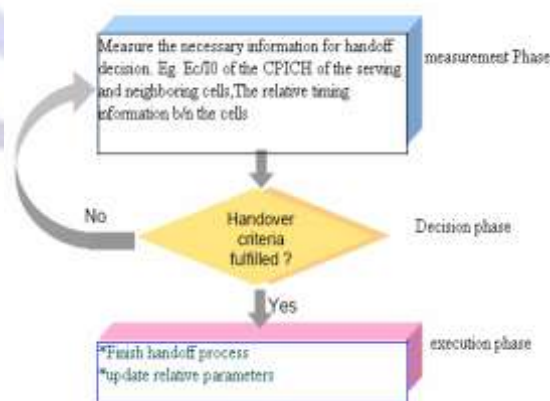 Measure the necessary information for handoff
decision. Eg. Ec/I0 of the CPICH of the serving
and neighboring cells,The relative timing
information b/n the cells
measurement Phase
Handover
criteria
fulfilled ?
No
Decision phase
Yes
*Finish handoff process
*update relative parameters
execution phase